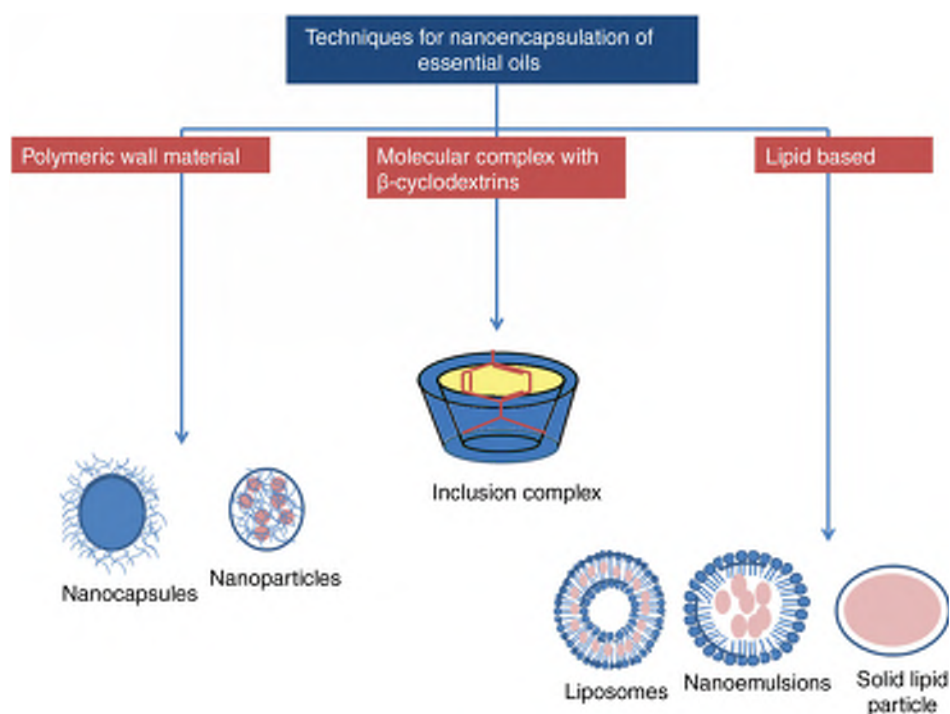 Techniques for nanoencapsulation of
essential oils
Polymeric wall material
Molecular complex with
β-cyclodextrins
Lipid based
Inclusion complex
Nanocapsules
Nanoparticles
Liposomes
Nanoemulsions
Solid lipid
particle